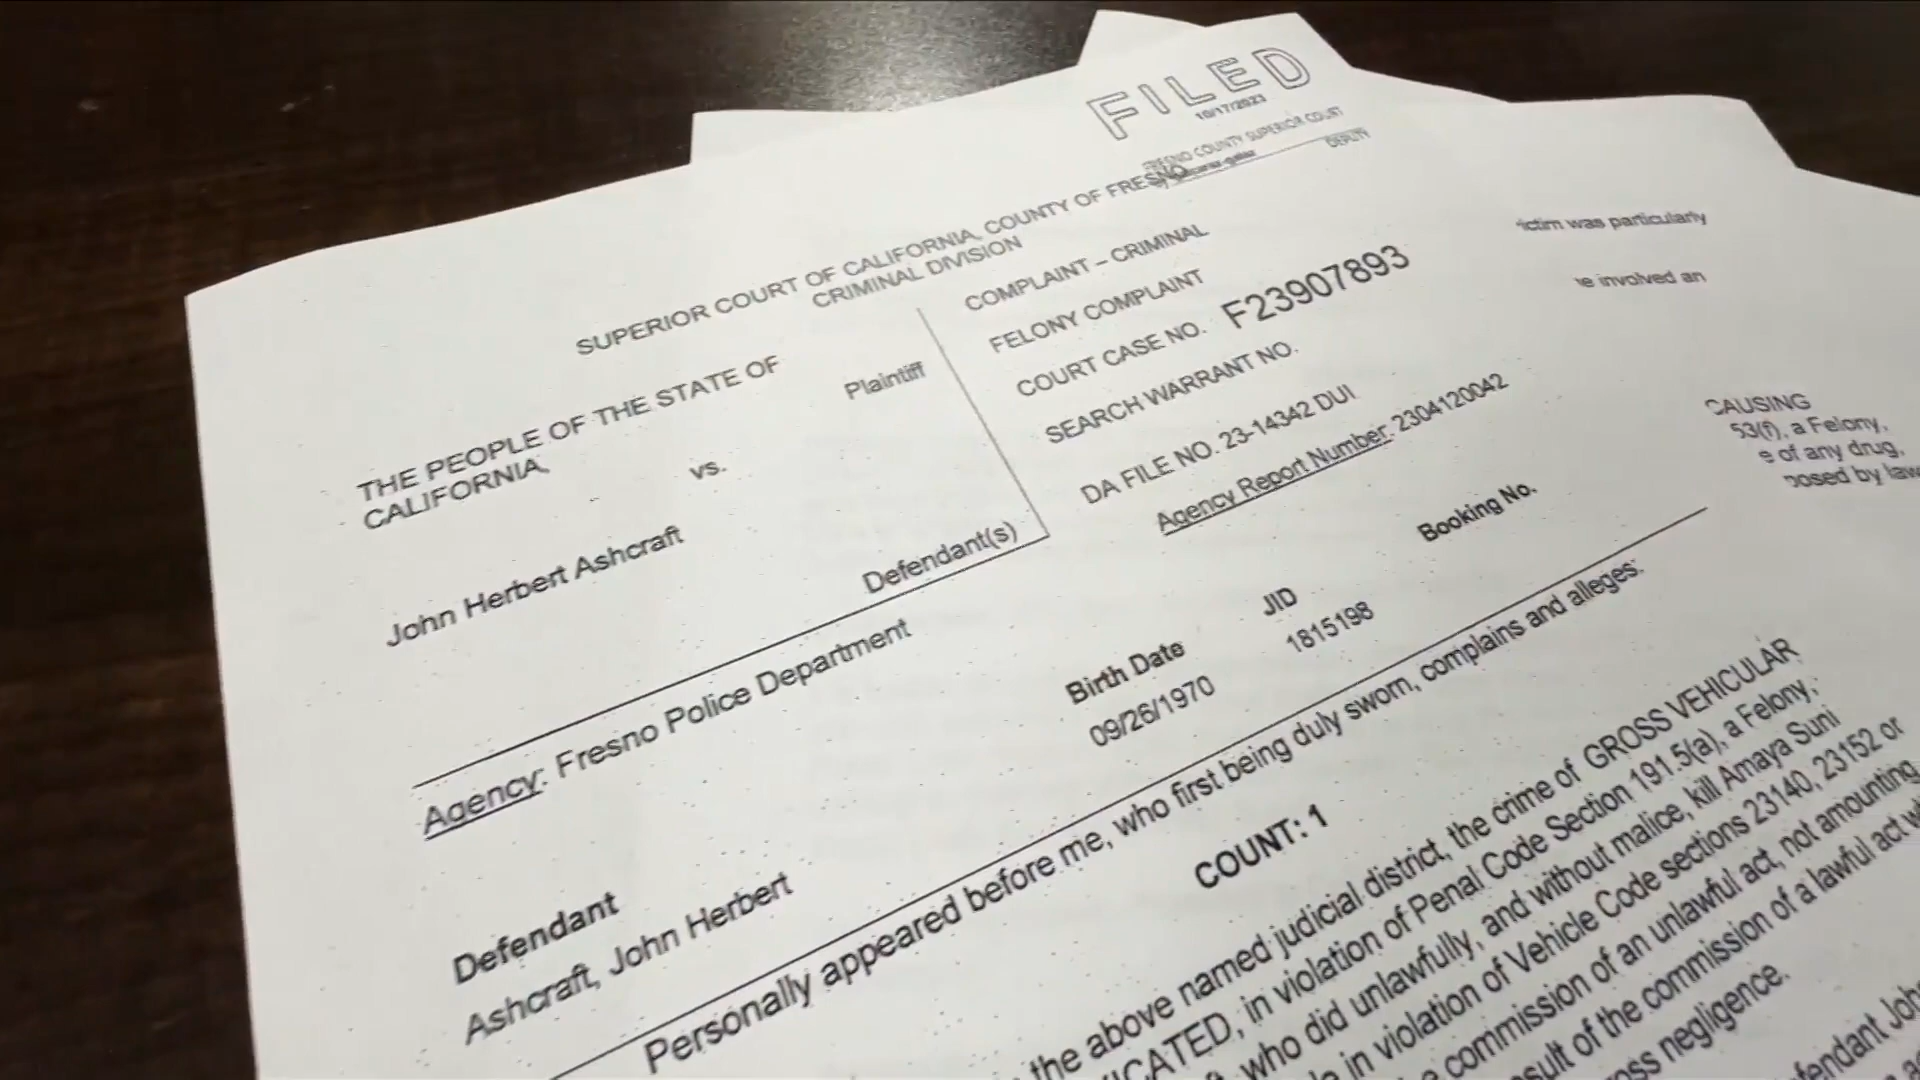 FILED
10/17/2023
FRESNO COUNTY SUPERIOR COURT
DEPUTY
SUPERIOR COURT OF CALIFORNIA, COUNTY OF FRESNO
CRIMINAL DIVISION
THE PEOPLE OF THE STATE OF
CALIFORNIA,
Plaintiff
vs.
John Herbert Ashcraft
Defendant(s)
COMPLAINT – CRIMINAL
FELONY COMPLAINT
COURT CASE NO. F23907893
SEARCH WARRANT NO.
DA FILE NO. 23-14342 DUI
Agency Report Number: 2304120042
Agency: Fresno Police Department
Defendant
Ashcraft, John Herbert
Birth Date
09/26/1970
JID
1815198
Booking No.
Personally appeared before me, who first being duly sworn, complains and alleges:
COUNT: 1
the above named judicial district, the crime of GROSS VEHICULAR
ICATED, in violation of Penal Code Section 191.5(a), a Felony,
who did unlawfully, and without malice, kill Amaya Suni
in violation of Vehicle Code sections 23140, 23152 or
commission of an unlawful act, not amounting
sult of the commission of a lawful act w
oss negligence.
fendant Joh
ictim was particularly
e involved an
CAUSING
53(f), a Felony,
e of any drug,
posed by law